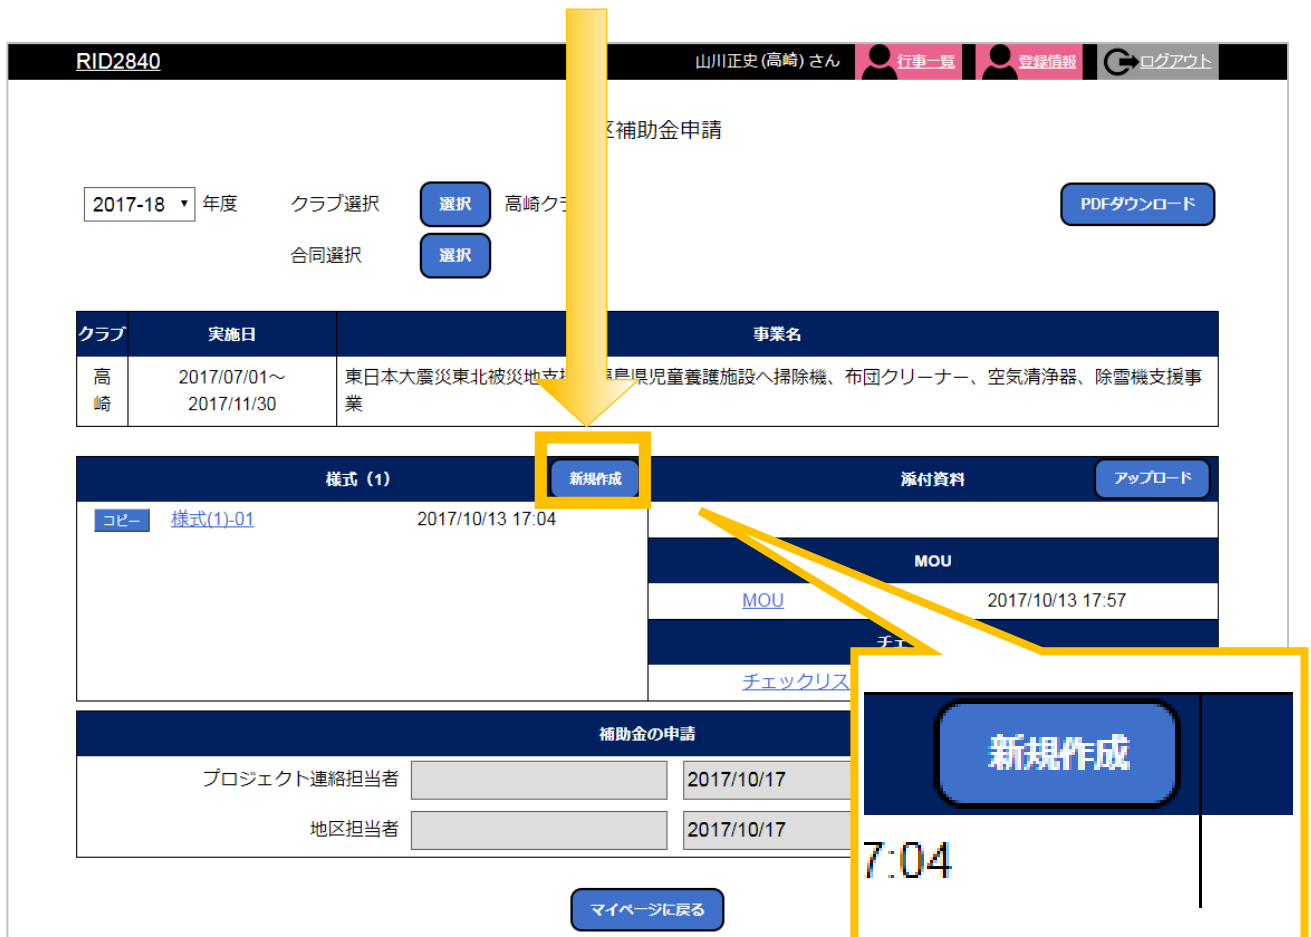 RID2840
山川正史(高崎) さん
行事一覧
登録情報
ログアウト
区補助金申請
2017-18 年度
クラブ選択
選択
高崎ク
PDFダウンロード
合同選択
選択
クラブ
実施日
事業名
高崎
2017/07/01～
2017/11/30
東日本大震災東北被災地支 島県児童養護施設へ掃除機、布団クリーナー、空気清浄器、除雪機支援事
業
様式（1）
新規作成
添付資料
アップロード
コピー
様式(1)-01
2017/10/13 17:04
MOU
MOU
2017/10/13 17:57
チェ
チェックリス
補助金の申請
プロジェクト連絡担当者
2017/10/17
地区担当者
2017/10/17
新規作成
7:04
マイページに戻る